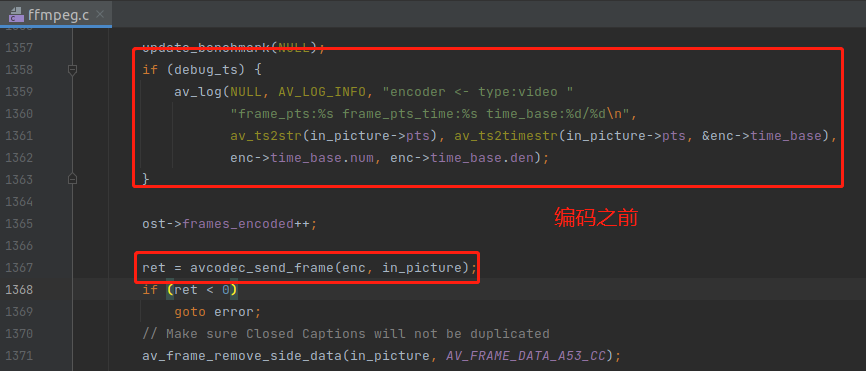 ffmpeg.c
1357 update_benchmark(NULL);
1358 if (debug_ts) {
1359 av_log(NULL, AV_LOG_INFO, "encoder <- type:video "
1360 "frame_pts:%s frame_pts_time:%s time_base:%d/%d\n",
1361 av_ts2str(in_picture->pts), av_ts2timestr(in_picture->pts, &enc->time_base),
1362 enc->time_base.num, enc->time_base.den);
1363 }
1364
1365 ost->frames_encoded++;
编码之前
1366
1367 ret = avcodec_send_frame(enc, in_picture);
1368 if (ret < 0)
1369 goto error;
1370 // Make sure Closed Captions will not be duplicated
1371 av_frame_remove_side_data(in_picture, AV_FRAME_DATA_A53_CC);